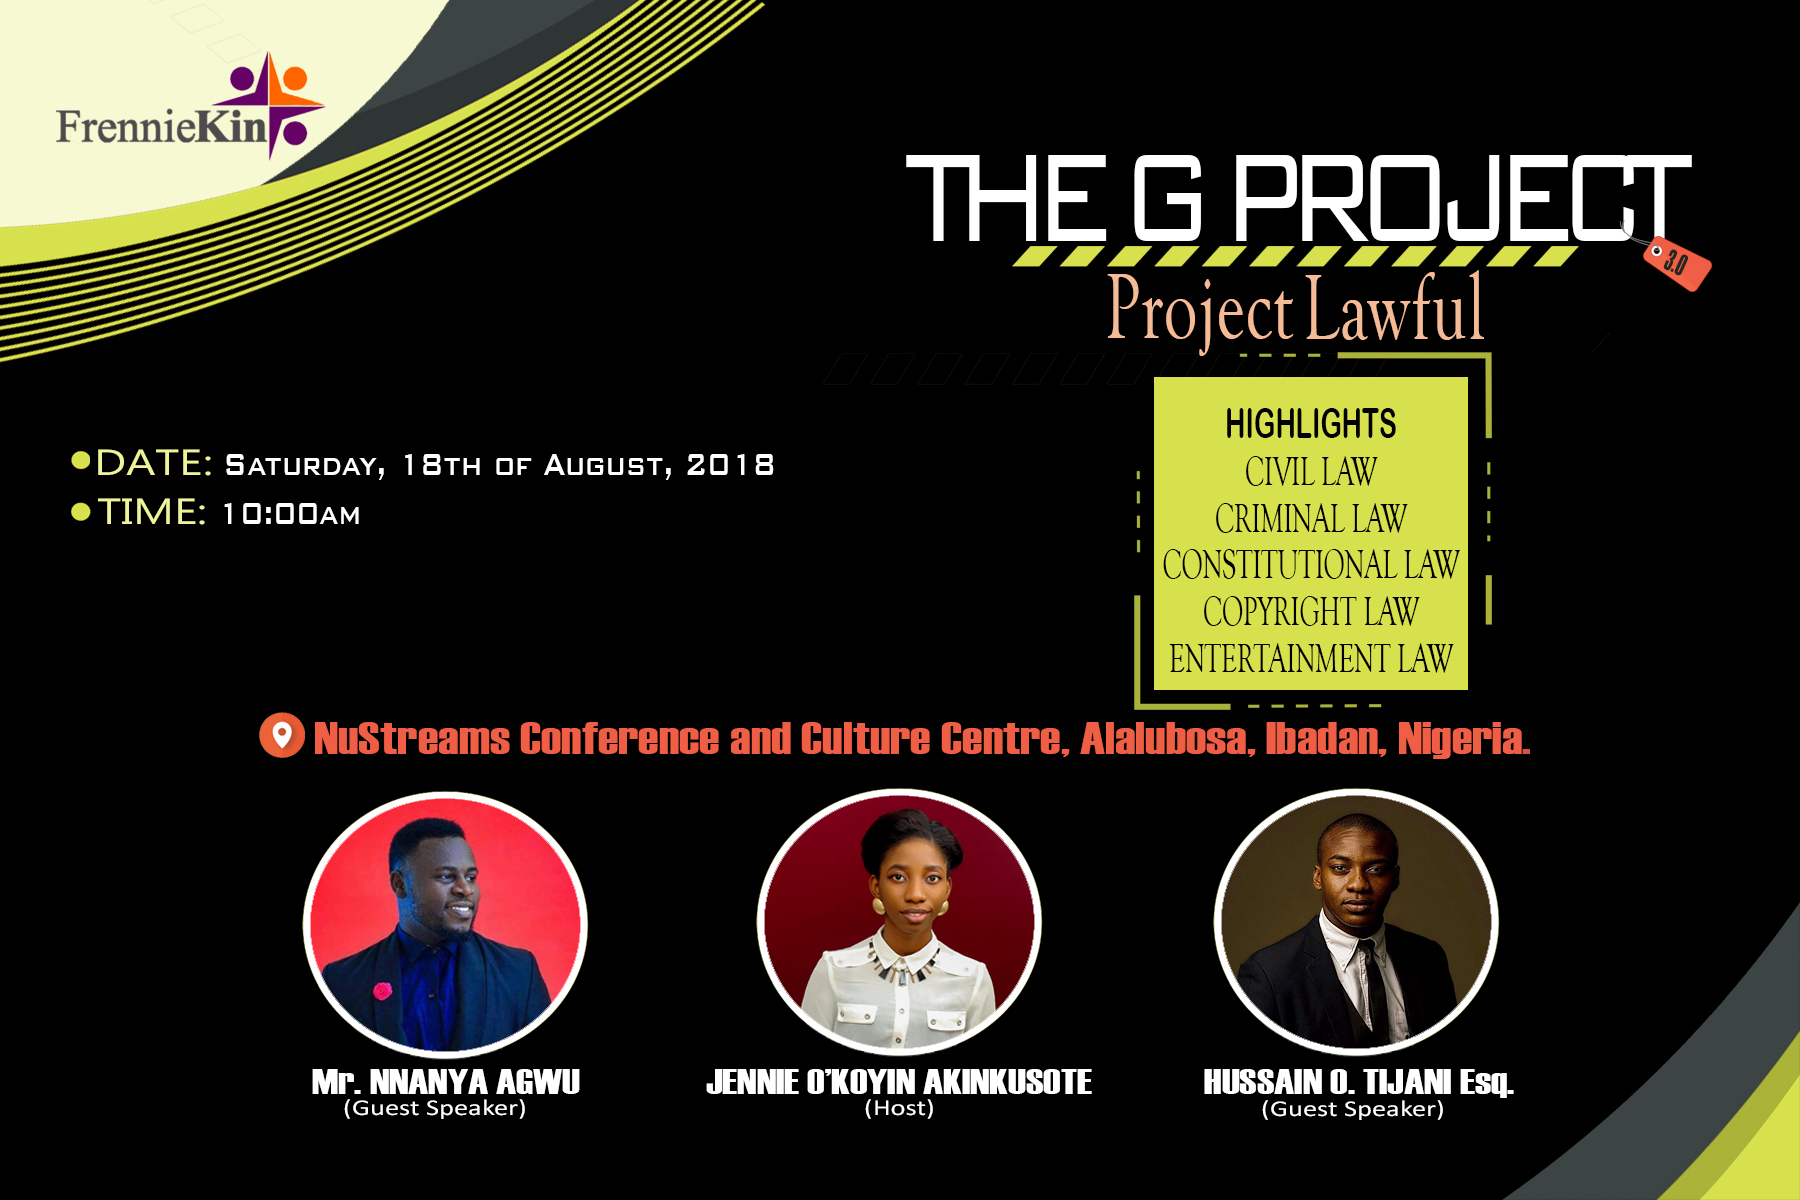 FrennieKin
THE G PROJECT
3.0
Project Lawful
HIGHLIGHTS
CIVIL LAW
CRIMINAL LAW
CONSTITUTIONAL LAW
COPYRIGHT LAW
ENTERTAINMENT LAW
DATE: Saturday, 18th of August, 2018
TIME: 10:00am
NuStreams Conference and Culture Centre, Alalubosa, Ibadan, Nigeria.
Mr. NNANYA AGWU
(Guest Speaker)
JENNIE O'KOYIN AKINKUSOTE
(Host)
HUSSAIN O. TIJANI Esq.
(Guest Speaker)